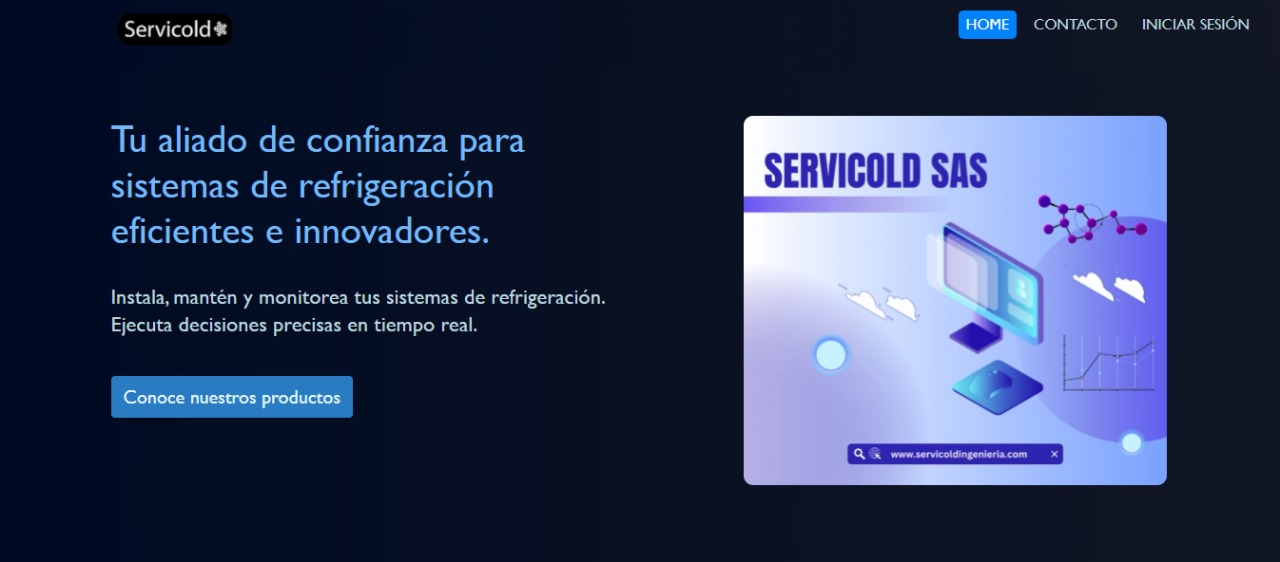 Servicold
HOME CONTACTO INICIAR SESIÓN
Tu aliado de confianza para
sistemas de refrigeración
eficientes e innovadores.
Instala, mantén y monitorea tus sistemas de refrigeración.
Ejecuta decisiones precisas en tiempo real.
Conoce nuestros productos
SERVICOLD SAS
www.servicoldingenieria.com